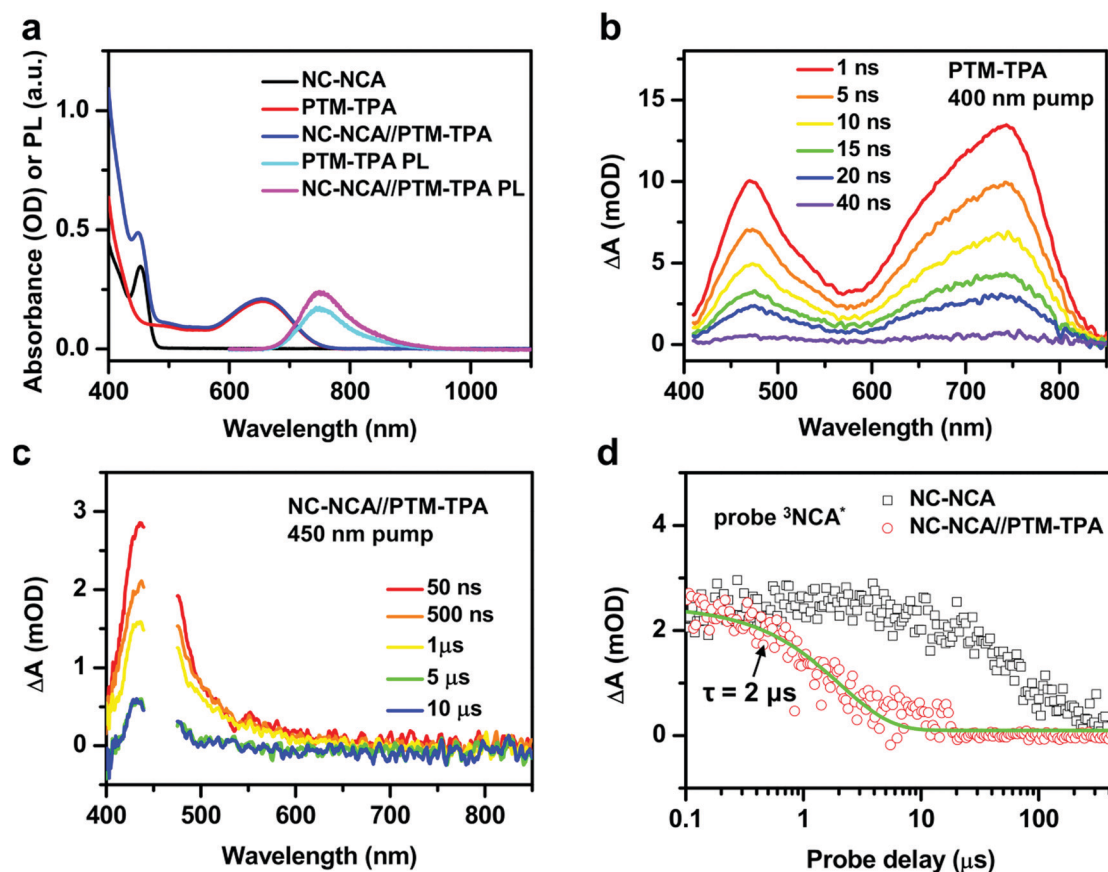 a
Absorbance (OD) or PL (a.u.)
1.0
0.5
0.0
NC-NCA
PTM-TPA
NC-NCA//PTM-TPA
PTM-TPA PL
NC-NCA//PTM-TPA PL
400 600 800 1000
Wavelength (nm)
b
ΔA (mOD)
15
10
5
0
1 ns
5 ns
10 ns
15 ns
20 ns
40 ns
PTM-TPA
400 nm pump
400 500 600 700 800
Wavelength (nm)
c
ΔA (mOD)
3
2
1
0
NC-NCA//PTM-TPA
450 nm pump
50 ns
500 ns
1μs
5 μs
10 μs
400 500 600 700 800
Wavelength (nm)
d
ΔA (mOD)
4
2
0
probe ³NCA*
NC-NCA
NC-NCA//PTM-TPA
τ = 2 μs
0.1 1 10 100
Probe delay (μs)